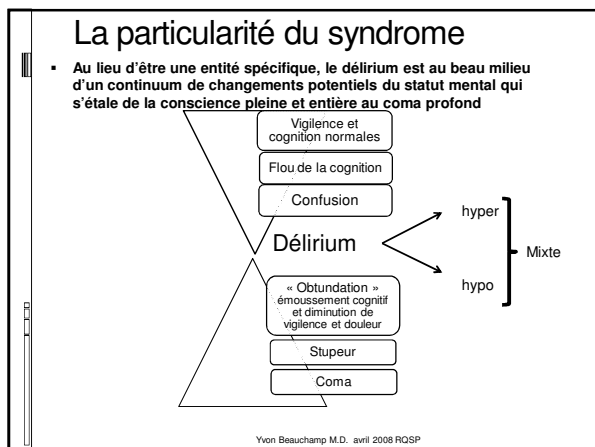 La particularité du syndrome
▪ Au lieu d’être une entité spécifique, le délirium est au beau milieu
d’un continuum de changements potentiels du statut mental qui
s’étale de la conscience pleine et entière au coma profond
Vigilence et
cognition normales
Flou de la cognition
Confusion
Délirium
hyper
hypo
Mixte
« Obtundation »
émoussement cognitif
et diminution de
vigilence et douleur
Stupeur
Coma
Yvon Beauchamp M.D. avril 2008 RQSP